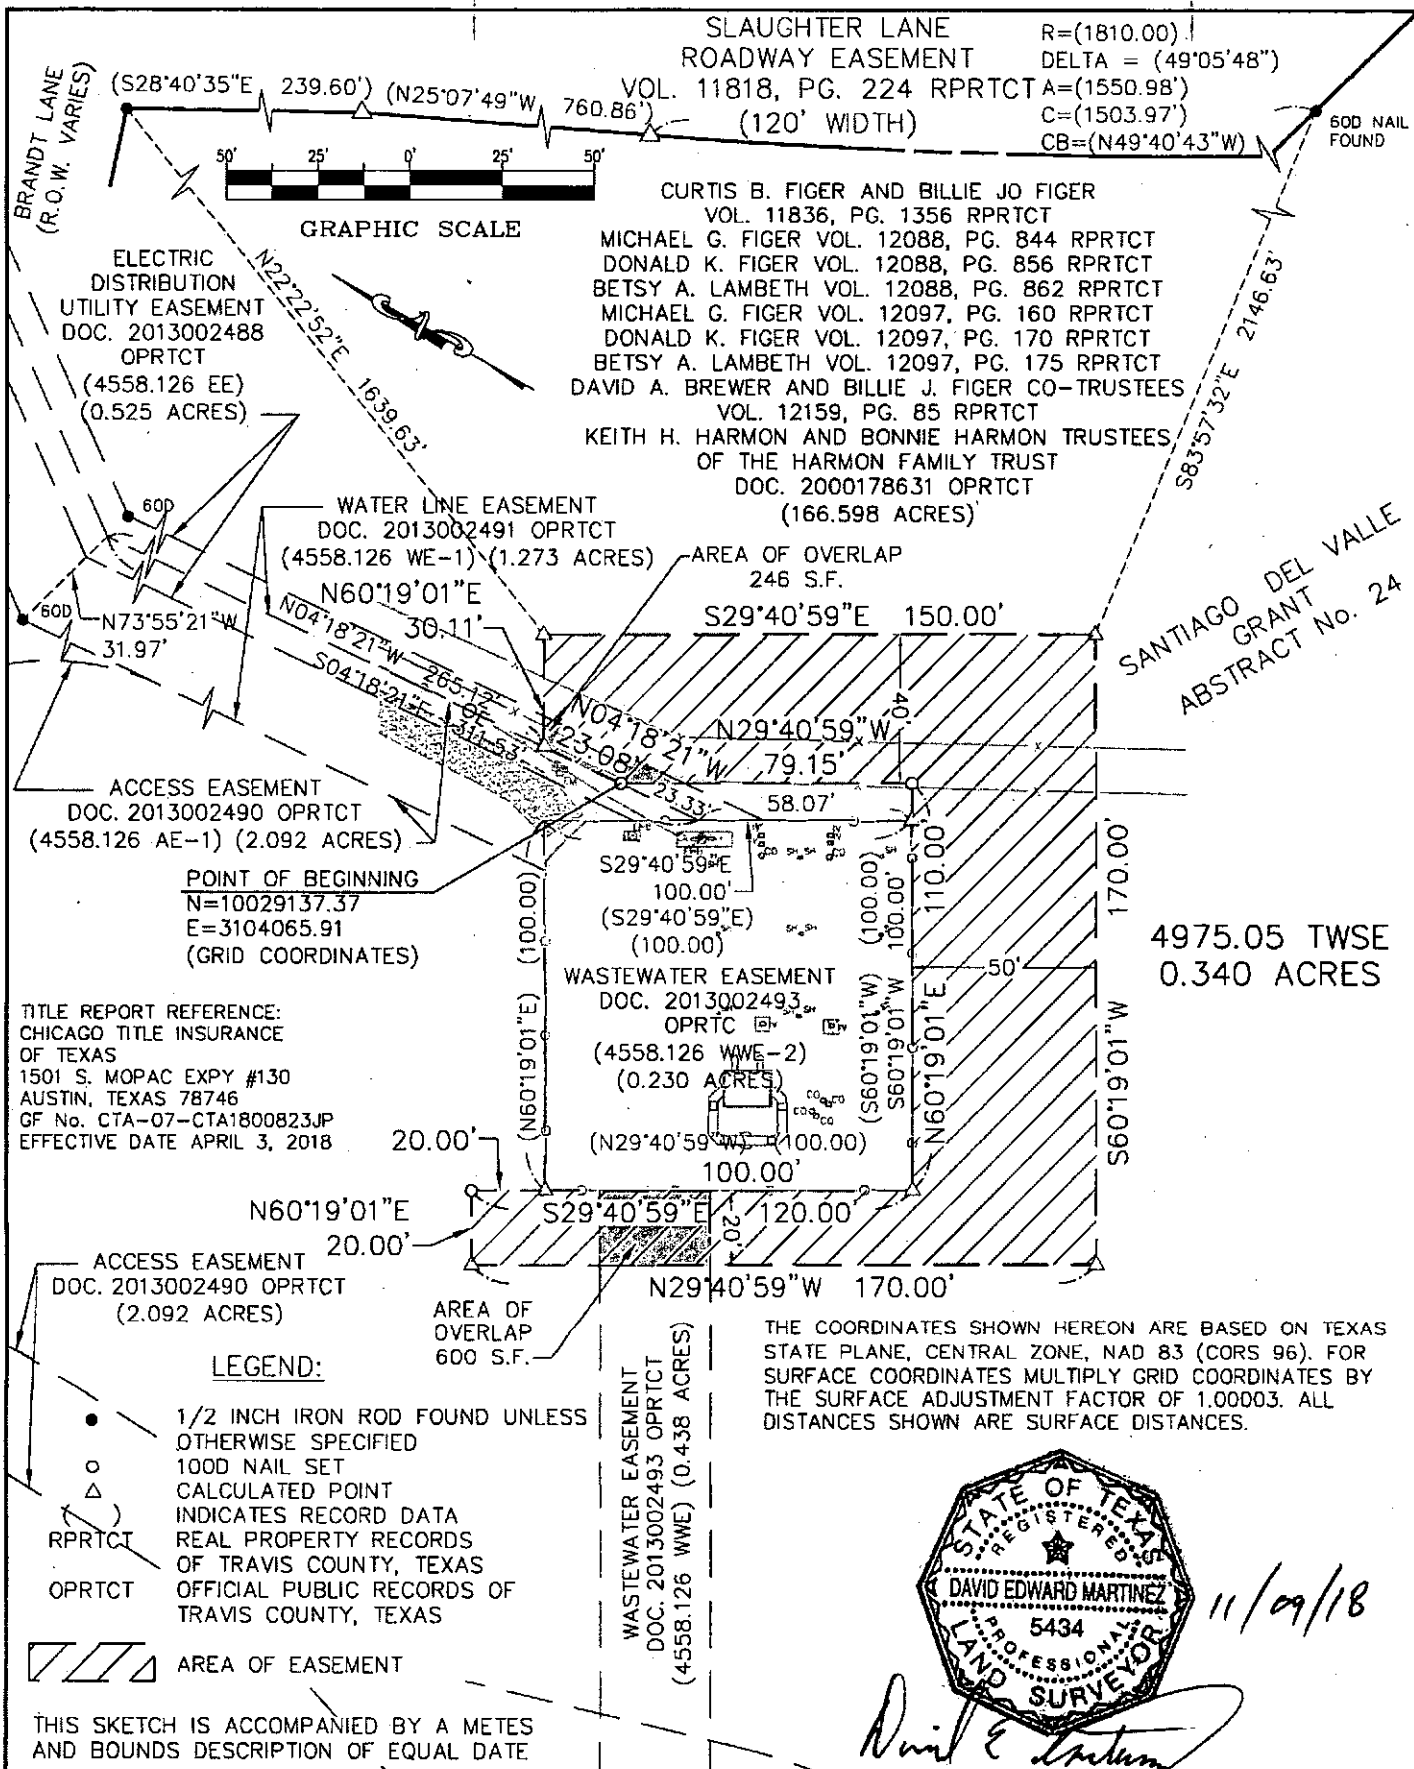 SLAUGHTER LANE
ROADWAY EASEMENT
VOL. 11818, PG. 224 RPRTCT
(120' WIDTH)
R=(1810.00)
DELTA = (49°05'48")
A=(1550.98')
C=(1503.97')
CB=(N49°40'43"W)
60D NAIL
FOUND
BRANDT LANE
(R.O.W. VARIES)
(S28°40'35"E 239.60')
(N25°07'49"W 760.86')
50' 25' 0' 25' 50'
GRAPHIC SCALE
CURTIS B. FIGER AND BILLIE JO FIGER
VOL. 11836, PG. 1356 RPRTCT
MICHAEL G. FIGER VOL. 12088, PG. 844 RPRTCT
DONALD K. FIGER VOL. 12088, PG. 856 RPRTCT
BETSY A. LAMBETH VOL. 12088, PG. 862 RPRTCT
MICHAEL G. FIGER VOL. 12097, PG. 160 RPRTCT
DONALD K. FIGER VOL. 12097, PG. 170 RPRTCT
BETSY A. LAMBETH VOL. 12097, PG. 175 RPRTCT
DAVID A. BREWER AND BILLIE J. FIGER CO-TRUSTEES
VOL. 12159, PG. 85 RPRTCT
KEITH H. HARMON AND BONNIE HARMON TRUSTEES
OF THE HARMON FAMILY TRUST
DOC. 2000178631 OPRTCT
(166.598 ACRES)
ELECTRIC
DISTRIBUTION
UTILITY EASEMENT
DOC. 2013002488
OPRTCT
(4558.126 EE)
(0.525 ACRES)
N22°22'52"E 1639.63'
S83°57'32"E 2146.63'
SANTIAGO DEL VALLE
GRANT
ABSTRACT No. 24
60D
WATER LINE EASEMENT
DOC. 2013002491 OPRTCT
(4558.126 WE-1) (1.273 ACRES)
AREA OF OVERLAP
246 S.F.
60D
N73°55'21"W
31.97'
N60°19'01"E
30.11'
S29°40'59"E 150.00'
N04°18'21"W 265.12'
S04°18'21"E 311.53'
OE
N04°18'21"W
23.08'
N29°40'59"W
79.15'
40'
23.33'
58.07'
ACCESS EASEMENT
DOC. 2013002490 OPRTCT
(4558.126 AE-1) (2.092 ACRES)
POINT OF BEGINNING
N=10029137.37
E=3104065.91
(GRID COORDINATES)
S29°40'59"E
100.00'
(S29°40'59"E)
(100.00)
(N60°19'01"E) (100.00)
WASTEWATER EASEMENT
DOC. 2013002493
OPRTC
(4558.126 WWE-2)
(0.230 ACRES)
(S60°19'01"W) (100.00)
S60°19'01"W 100.00'
N60°19'01"E 110.00'
50'
S60°19'01"W 170.00'
4975.05 TWSE
0.340 ACRES
TITLE REPORT REFERENCE:
CHICAGO TITLE INSURANCE
OF TEXAS
1501 S. MOPAC EXPY #130
AUSTIN, TEXAS 78746
GF No. CTA-07-CTA1800823JP
EFFECTIVE DATE APRIL 3, 2018
(N29°40'59"W) (100.00)
100.00'
20.00'
N60°19'01"E
20.00'
S29°40'59"E 120.00'
20'
N29°40'59"W 170.00'
ACCESS EASEMENT
DOC. 2013002490 OPRTCT
(2.092 ACRES)
AREA OF
OVERLAP
600 S.F.
WASTEWATER EASEMENT
DOC. 2013002493 OPRTCT
(4558.126 WWE) (0.438 ACRES)
THE COORDINATES SHOWN HEREON ARE BASED ON TEXAS
STATE PLANE, CENTRAL ZONE, NAD 83 (CORS 96). FOR
SURFACE COORDINATES MULTIPLY GRID COORDINATES BY
THE SURFACE ADJUSTMENT FACTOR OF 1.00003. ALL
DISTANCES SHOWN ARE SURFACE DISTANCES.
LEGEND:
1/2 INCH IRON ROD FOUND UNLESS
OTHERWISE SPECIFIED
100D NAIL SET
CALCULATED POINT
( ) INDICATES RECORD DATA
RPRTCT REAL PROPERTY RECORDS
OF TRAVIS COUNTY, TEXAS
OPRTCT OFFICIAL PUBLIC RECORDS OF
TRAVIS COUNTY, TEXAS
AREA OF EASEMENT
THIS SKETCH IS ACCOMPANIED BY A METES
AND BOUNDS DESCRIPTION OF EQUAL DATE
STATE OF TEXAS
REGISTERED
DAVID EDWARD MARTINEZ
5434
PROFESSIONAL
LAND SURVEYOR
11/09/18